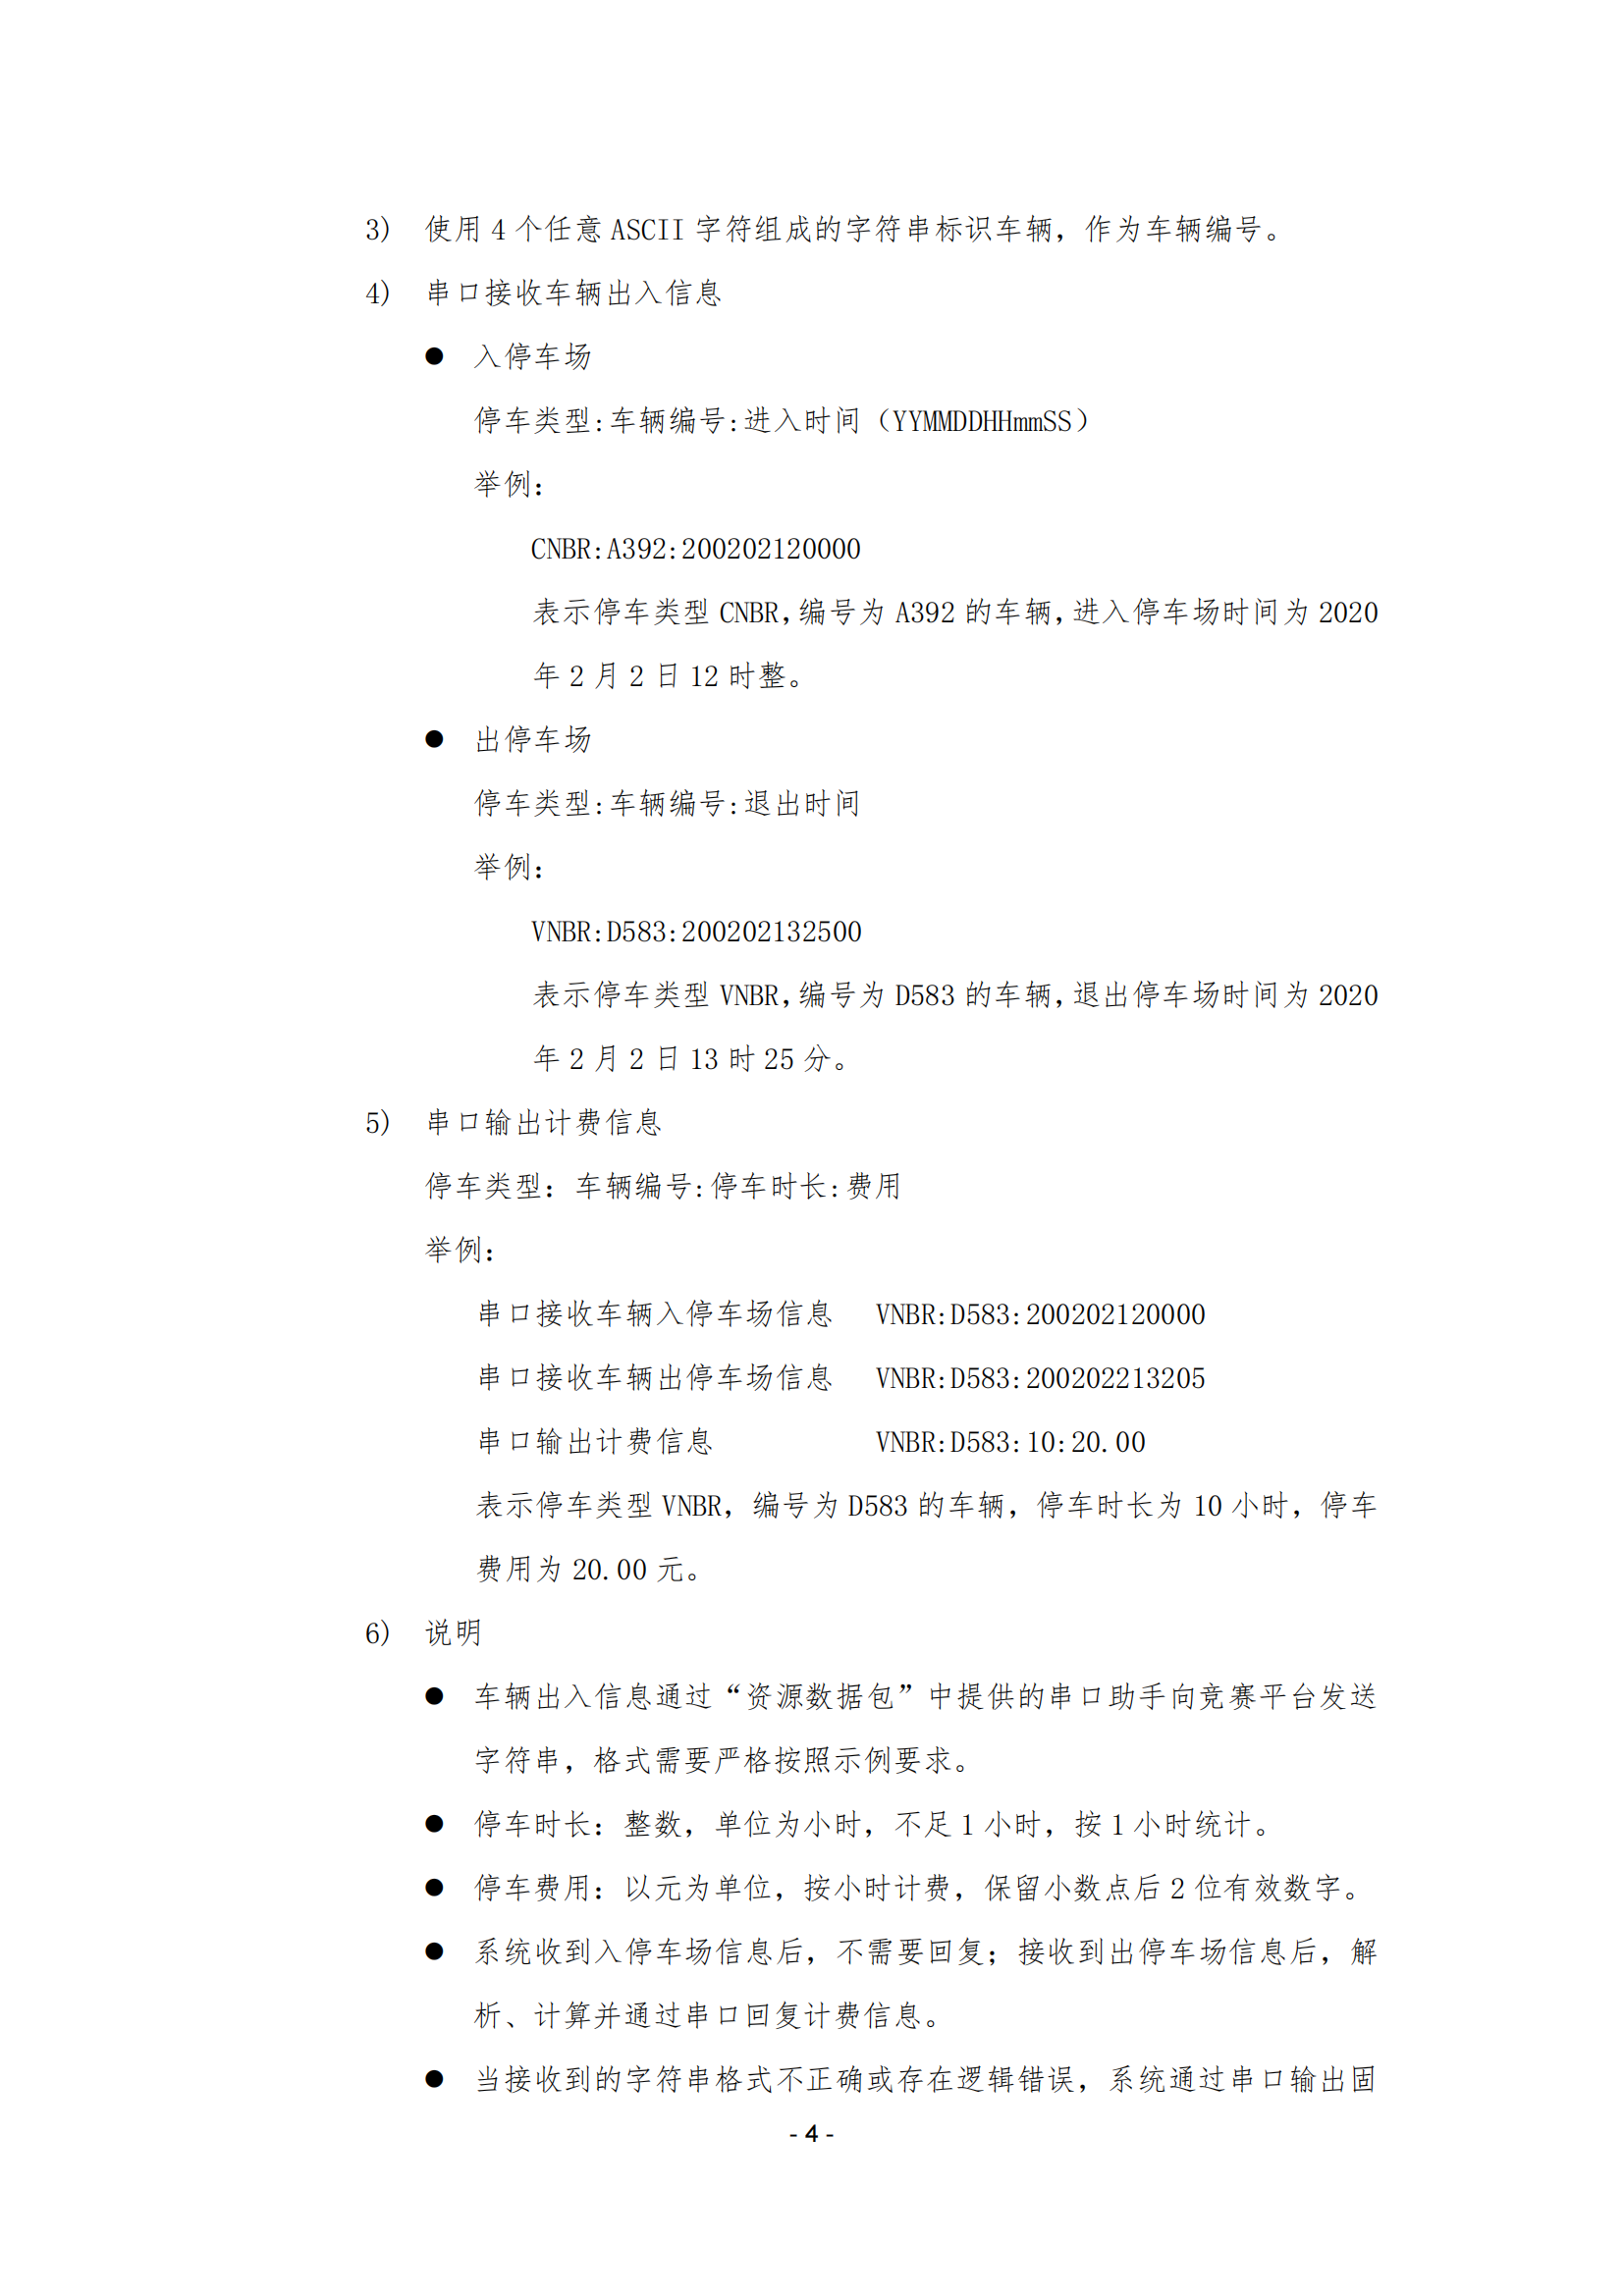 3) 使用 4 个任意 ASCII 字符组成的字符串标识车辆，作为车辆编号。
4) 串口接收车辆出入信息
● 入停车场
停车类型:车辆编号:进入时间（YYMMDDHHmmSS）
举例：
CNBR:A392:200202120000
表示停车类型 CNBR，编号为 A392 的车辆，进入停车场时间为 2020
年 2 月 2 日 12 时整。
● 出停车场
停车类型:车辆编号:退出时间
举例：
VNBR:D583:200202132500
表示停车类型 VNBR，编号为 D583 的车辆，退出停车场时间为 2020
年 2 月 2 日 13 时 25 分。
5) 串口输出计费信息
停车类型：车辆编号:停车时长:费用
举例：
串口接收车辆入停车场信息 VNBR:D583:200202120000
串口接收车辆出停车场信息 VNBR:D583:200202213205
串口输出计费信息 VNBR:D583:10:20.00
表示停车类型 VNBR，编号为 D583 的车辆，停车时长为 10 小时，停车
费用为 20.00 元。
6) 说明
● 车辆出入信息通过“资源数据包”中提供的串口助手向竞赛平台发送
字符串，格式需要严格按照示例要求。
● 停车时长：整数，单位为小时，不足 1 小时，按 1 小时统计。
● 停车费用：以元为单位，按小时计费，保留小数点后 2 位有效数字。
● 系统收到入停车场信息后，不需要回复；接收到出停车场信息后，解
析、计算并通过串口回复计费信息。
● 当接收到的字符串格式不正确或存在逻辑错误，系统通过串口输出固
- 4 -